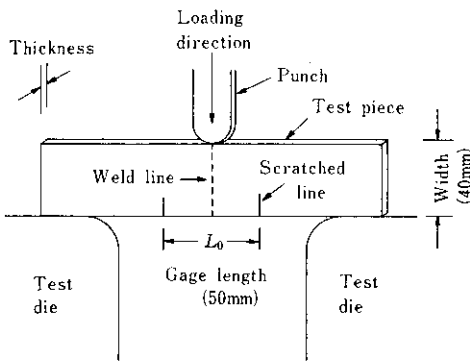 Loading
direction
Thickness
Punch
Test piece
Weld line
Scratched
line
Width
(40mm)
L₀
Gage length
(50mm)
Test
die
Test
die